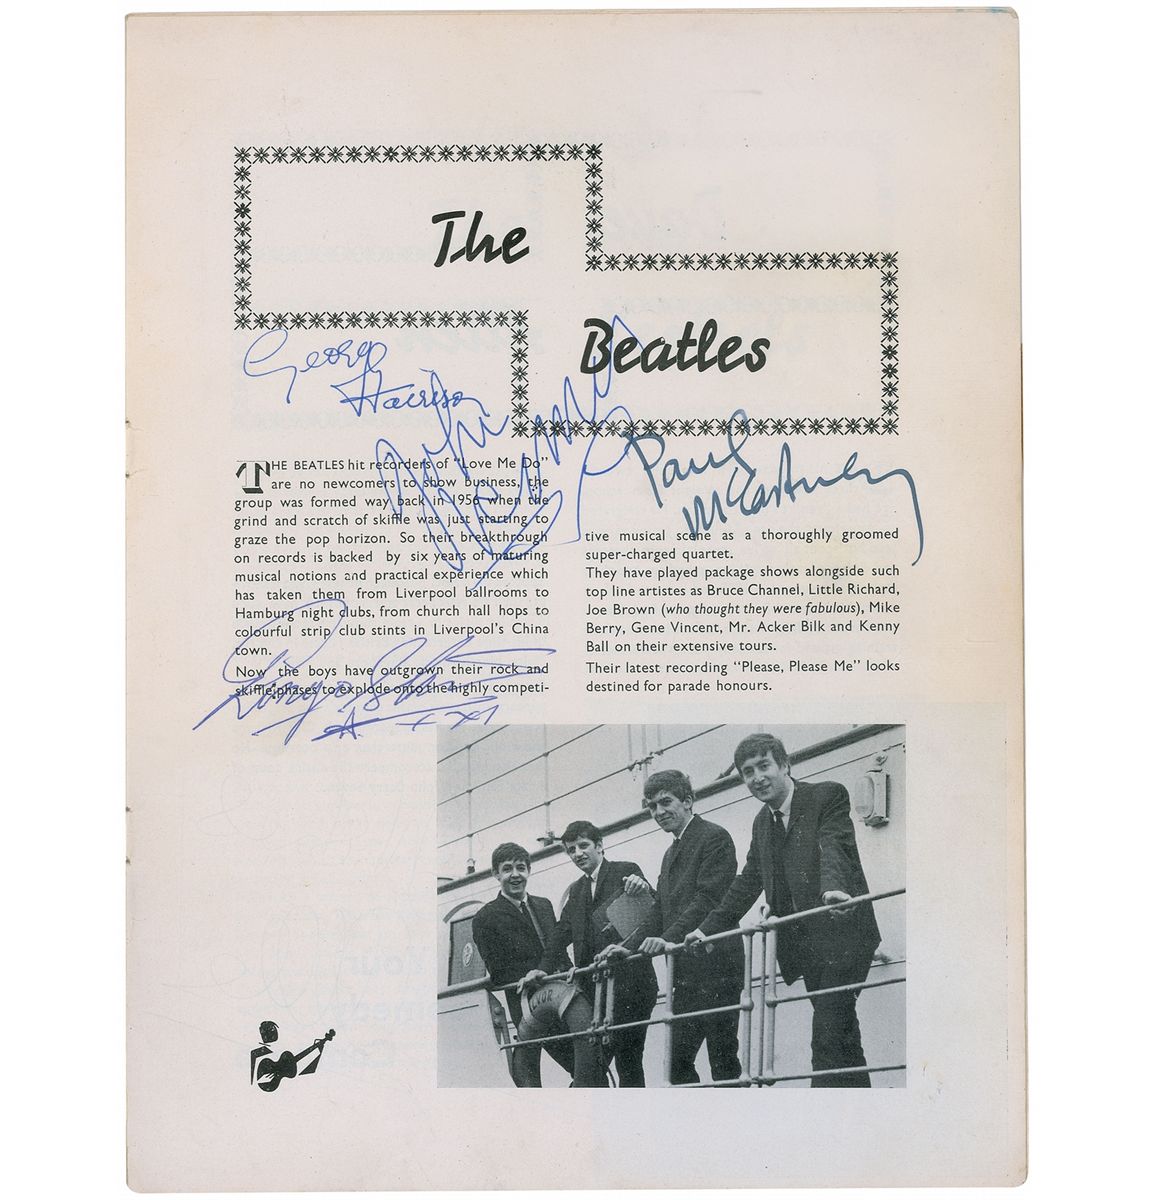 The
Beatles
George
Harrison
John
Lennon
Paul
McCartney
THE BEATLES hit recorders of "Love Me Do"
are no newcomers to show business, the
group was formed way back in 1956 when the
grind and scratch of skiffle was just starting to
graze the pop horizon. So their breakthrough
on records is backed by six years of maturing
musical notions and practical experience which
has taken them from Liverpool ballrooms to
Hamburg night clubs, from church hall hops to
colourful strip club stints in Liverpool's China
town.
Now the boys have outgrown their rock and
skiffle phases to explode onto the highly competi-
Ringo Starr
XXX
tive musical scene as a thoroughly groomed
super-charged quartet.
They have played package shows alongside such
top line artistes as Bruce Channel, Little Richard,
Joe Brown (who thought they were fabulous), Mike
Berry, Gene Vincent, Mr. Acker Bilk and Kenny
Ball on their extensive tours.
Their latest recording "Please, Please Me" looks
destined for parade honours.